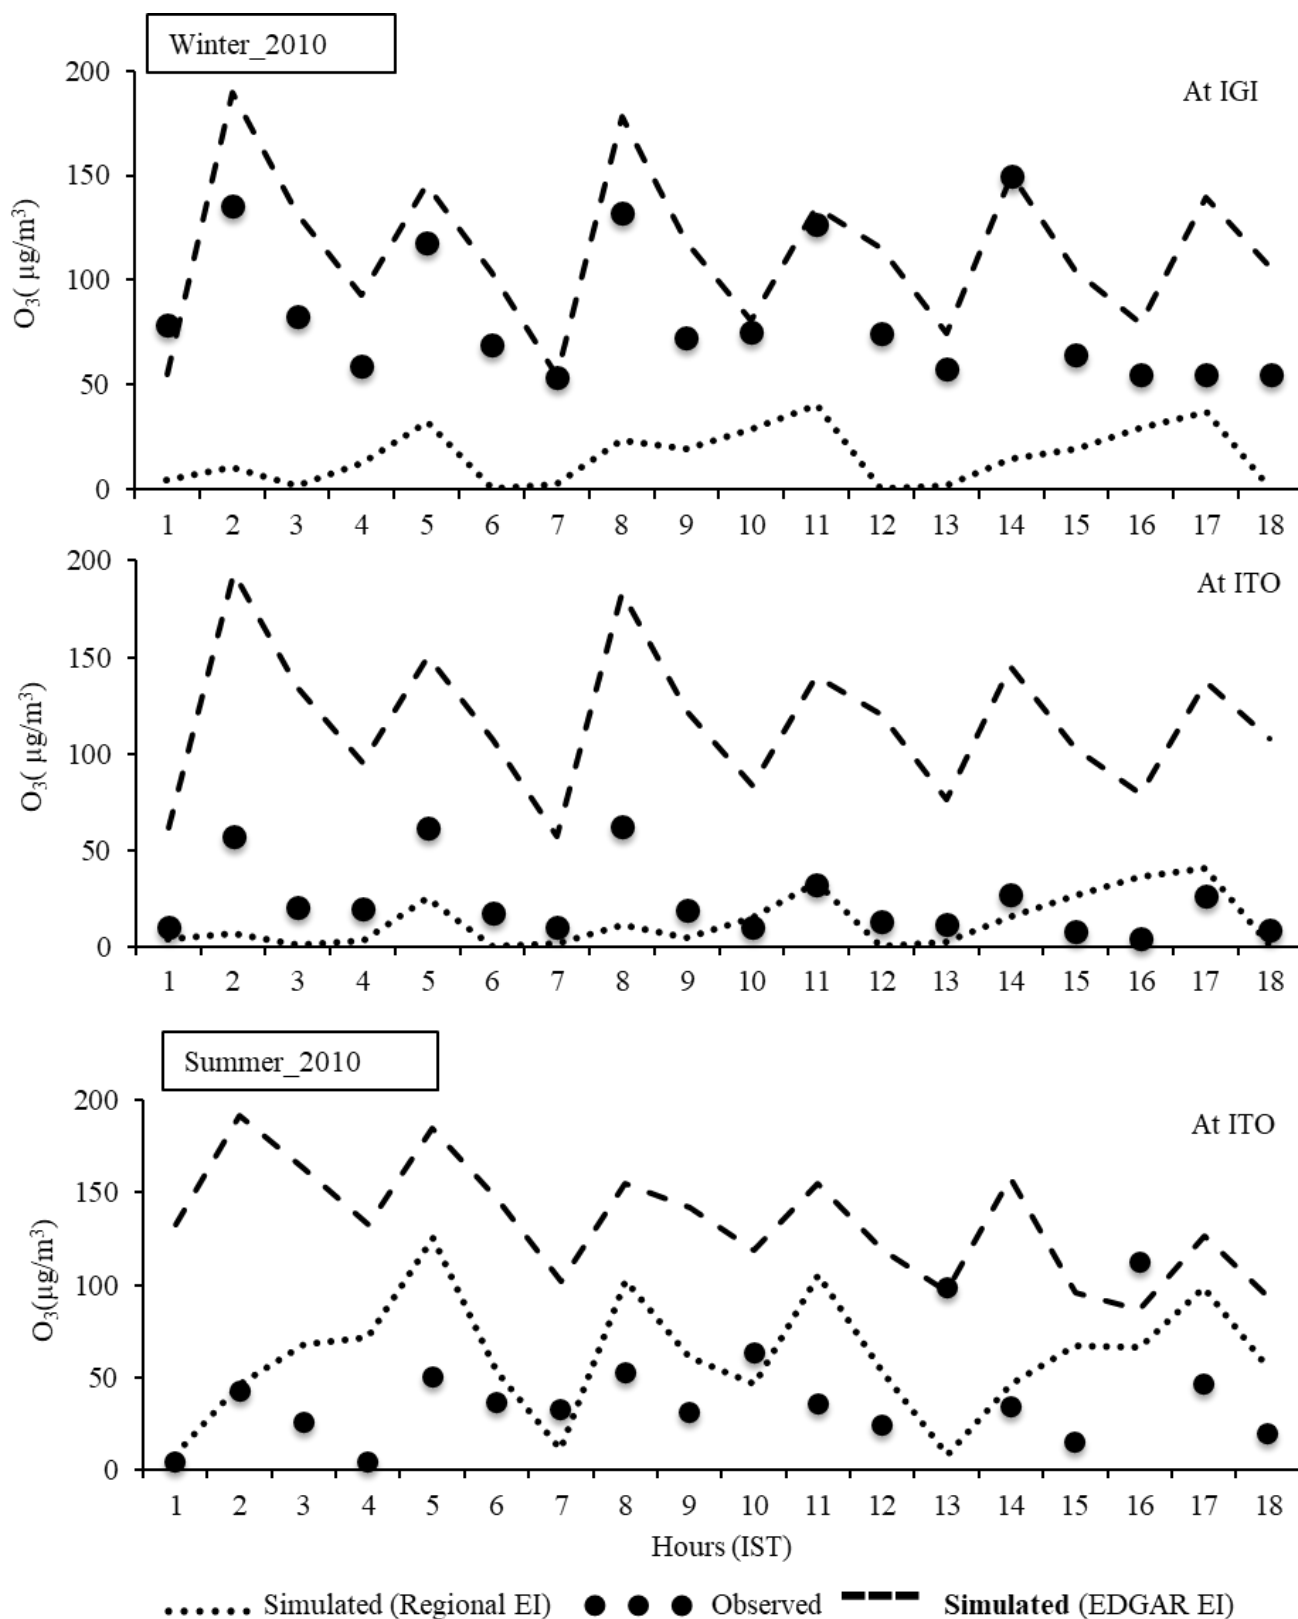 Winter_2010
At IGI
O₃( µg/m³)
200
150
100
50
0
1 2 3 4 5 6 7 8 9 10 11 12 13 14 15 16 17 18
At ITO
O₃( µg/m³)
200
150
100
50
0
1 2 3 4 5 6 7 8 9 10 11 12 13 14 15 16 17 18
Summer_2010
At ITO
O₃(µg/m³)
200
150
100
50
0
1 2 3 4 5 6 7 8 9 10 11 12 13 14 15 16 17 18
Hours (IST)
Simulated (Regional EI) Observed Simulated (EDGAR EI)